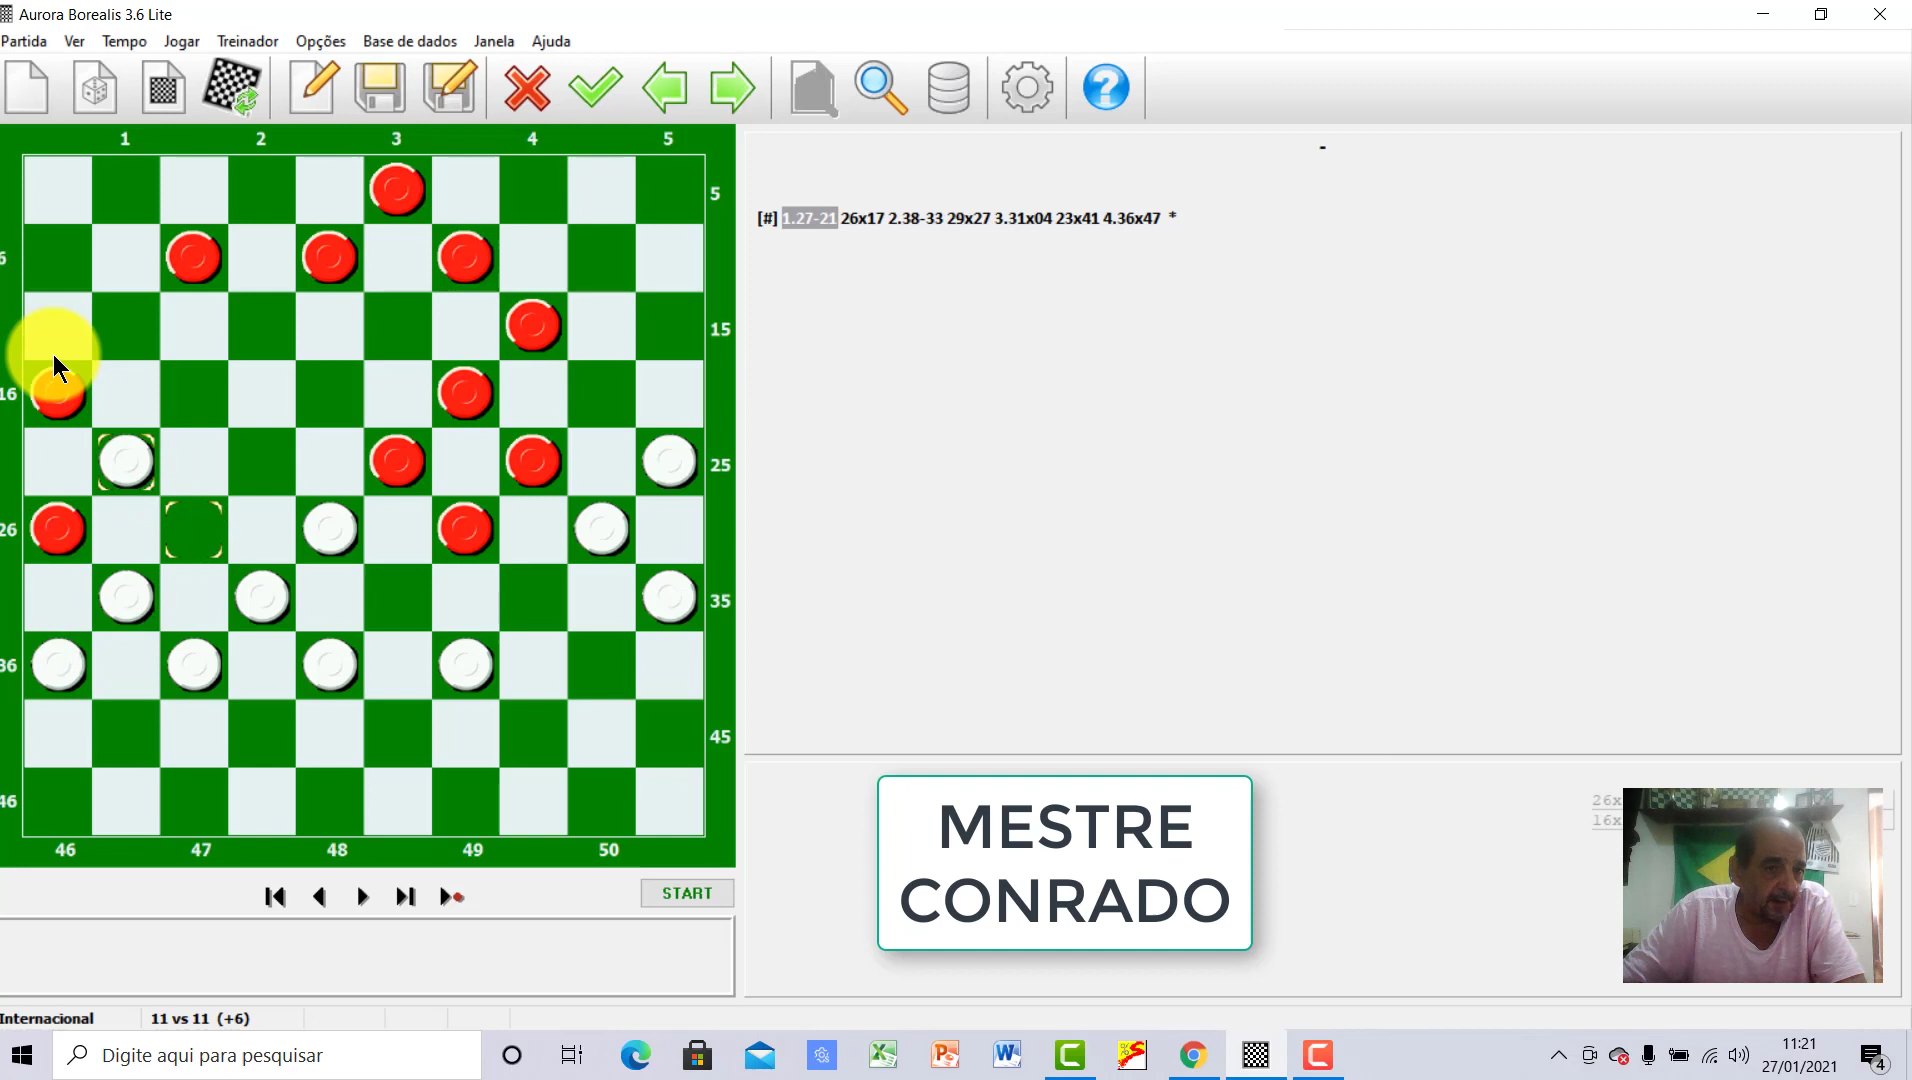 Aurora Borealis 3.6 Lite
Partida Ver Tempo Jogar Treinador Opções Base de dados Janela Ajuda
1 2 3 4 5
-
5
[#] 1.27-21 26x17 2.38-33 29x27 3.31x04 23x41 4.36x47 *
6
15
16
25
26
35
36
45
46
46 47 48 49 50
START
MESTRE
CONRADO
26x
16x
Internacional 11 vs 11 (+6)
Digite aqui para pesquisar
11:21
27/01/2021
4